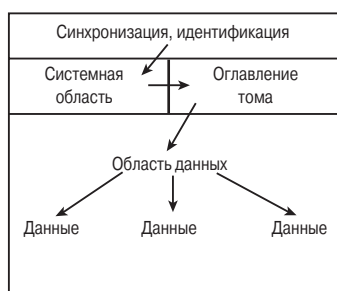 Синхронизация, идентификация
Системная
область
Оглавление
тома
Область данных
Данные Данные Данные